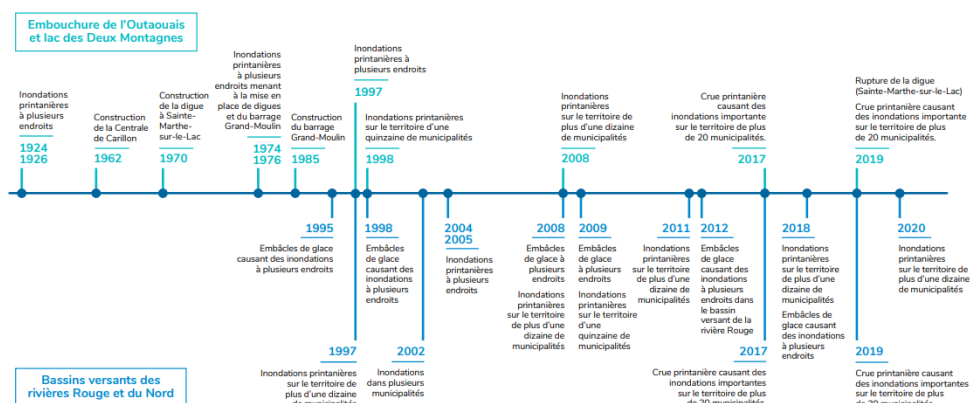 Embouchure de l'Outaouais
et lac des Deux Montagnes
Inondations
printanières
à plusieurs
endroits
1924
1926
Construction
de la Centrale
de Carillon
1962
Construction
de la digue
à Sainte-
Marthe-
sur-le-Lac
1970
Inondations
printanières
à plusieurs
endroits menant
à la mise en
place de digues
et du barrage
Grand-Moulin
1974
1976
Construction
du barrage
Grand-Moulin
1985
Inondations
printanières à
plusieurs endroits
1997
Inondations printanières
sur le territoire d'une
quinzaine de municipalités
1998
Inondations
printanières
sur le territoire de
plus d'une dizaine
de municipalités
2008
Crue printanière
causant des
inondations importante
sur le territoire de plus
de 20 municipalités.
2017
Rupture de la digue
(Sainte-Marthe-sur-le-Lac)
Crue printanière causant
des inondations importante
sur le territoire de plus
de 20 municipalités.
2019
1995
Embâcles de glace
causant des inondations
à plusieurs endroits
1997
Inondations printanières
sur le territoire de
plus d'une dizaine
de municipalités
1998
Embâcles
de glace
causant des
inondations
à plusieurs
endroits
2002
Inondations
dans plusieurs
municipalités
2004
2005
Inondations
printanières
à plusieurs
endroits
2008
Embâcles
de glace à
plusieurs
endroits
Inondations
printanières
sur le territoire
de plus d'une
dizaine de
municipalités
2009
Embâcles
de glace
à plusieurs
endroits
Inondations
printanières
sur le territoire
d'une
quinzaine de
municipalités
2011
Inondations
printanières
sur le territoire
de plus d'une
dizaine de
municipalités
2012
Embâcles
de glace
causant des
inondations
à plusieurs
endroits dans
le bassin
versant de la
rivière Rouge
2017
Crue printanière causant des
inondations importantes
sur le territoire de plus
de 20 municipalités
2018
Inondations
printanières
sur le territoire
de plus d'une
dizaine de
municipalités
Embâcles de
glace causant
des inondations
à plusieurs
endroits
2019
Crue printanière causant
des inondations importantes
sur le territoire de plus
de 20 municipalités
2020
Inondations
printanières
sur le territoire de
plus d'une dizaine
de municipalités
Bassins versants des
rivières Rouge et du Nord